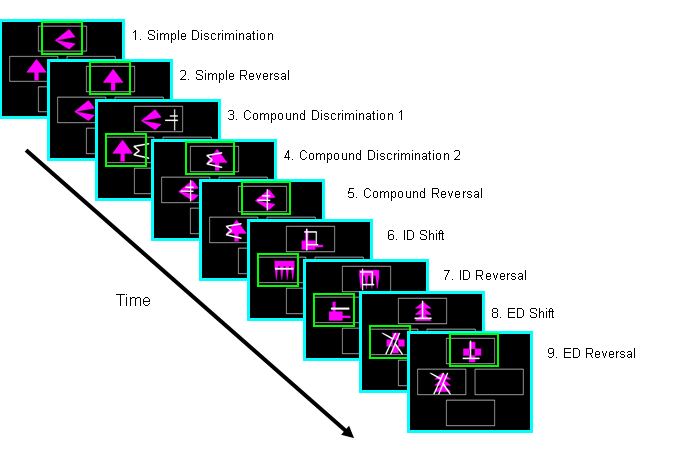 1. Simple Discrimination
2. Simple Reversal
3. Compound Discrimination 1
4. Compound Discrimination 2
5. Compound Reversal
6. ID Shift
7. ID Reversal
Time
8. ED Shift
9. ED Reversal